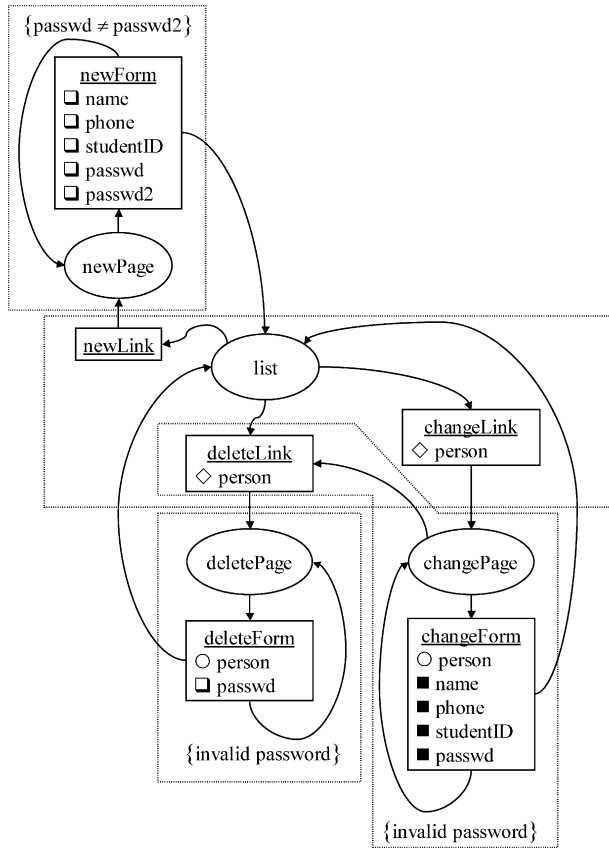 {passwd ≠ passwd2}
newForm
name
phone
studentID
passwd
passwd2
newPage
newLink
list
changeLink
person
deleteLink
person
deletePage
changePage
deleteForm
person
passwd
{invalid password}
changeForm
person
name
phone
studentID
passwd
{invalid password}